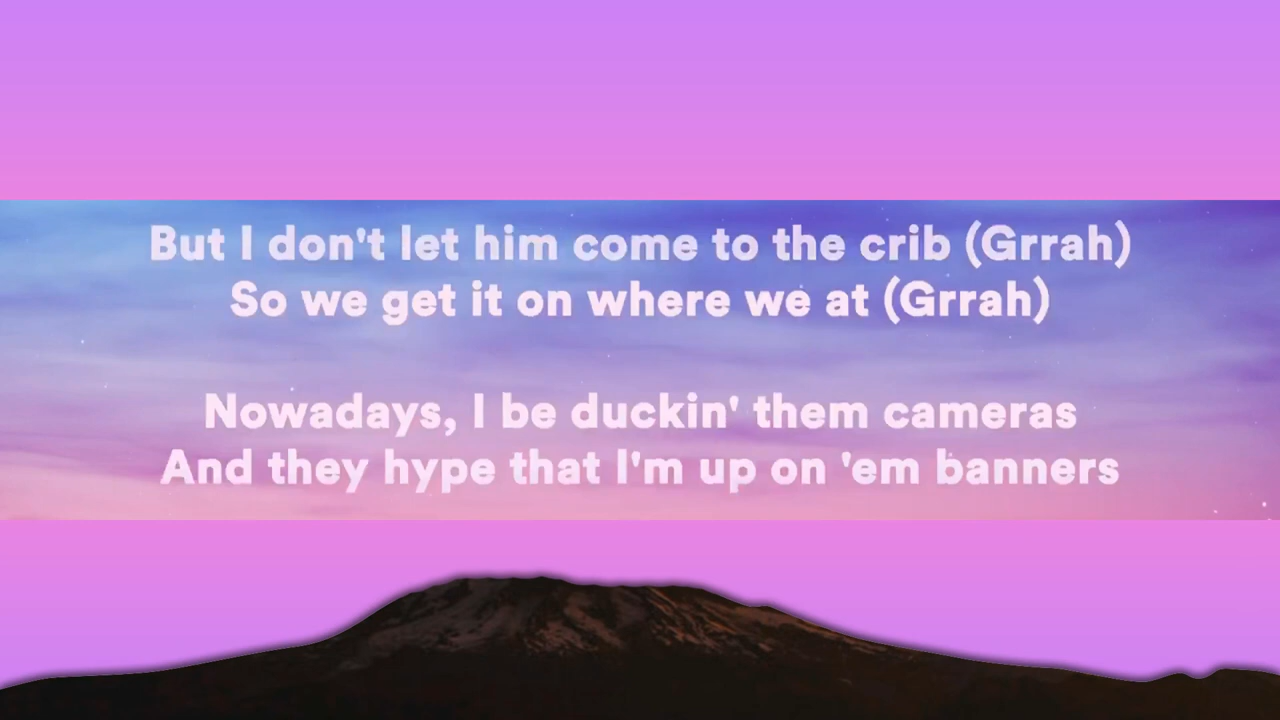 But I don't let him come to the crib (Grrah)
So we get it on where we at (Grrah)
Nowadays, I be duckin' them cameras
And they hype that I'm up on 'em banners